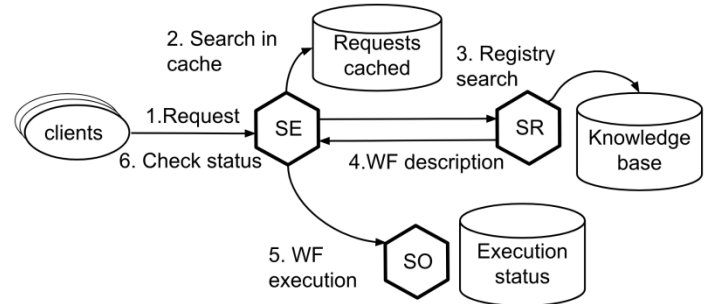 2. Search in
cache
Requests
cached
3. Registry
search
clients
1.Request
SE
SR
Knowledge
base
6. Check status
4.WF description
5. WF
execution
SO
Execution
status